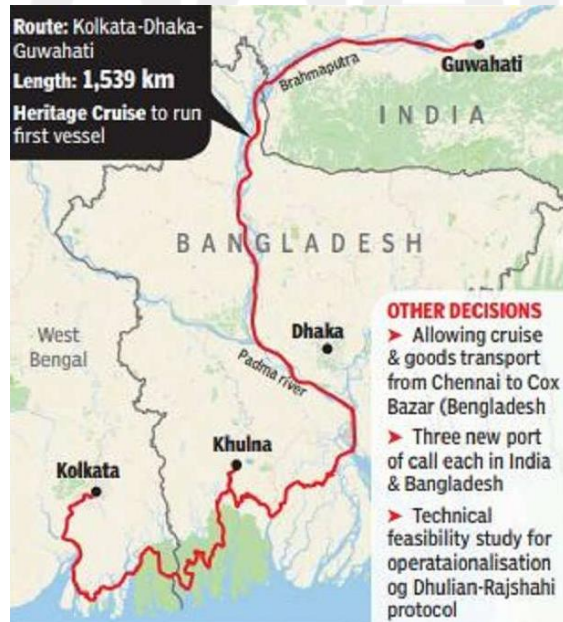 Route: Kolkata-Dhaka-
Guwahati
Length: 1,539 km
Heritage Cruise to run
first vessel
Brahmaputra
Guwahati
INDIA
BANGLADESH
West
Bengal
Dhaka
Padma river
Khulna
Kolkata
OTHER DECISIONS
➤ Allowing cruise
& goods transport
from Chennai to Cox
Bazar (Bengladesh
➤ Three new port
of call each in India
& Bangladesh
➤ Technical
feasibility study for
operataionalisation
og Dhulian-Rajshahi
protocol